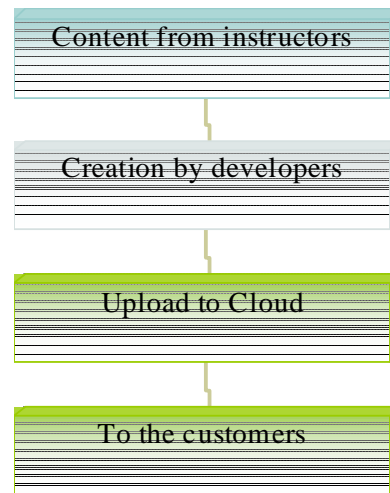 Content from instructors
Creation by developers
Upload to Cloud
To the customers